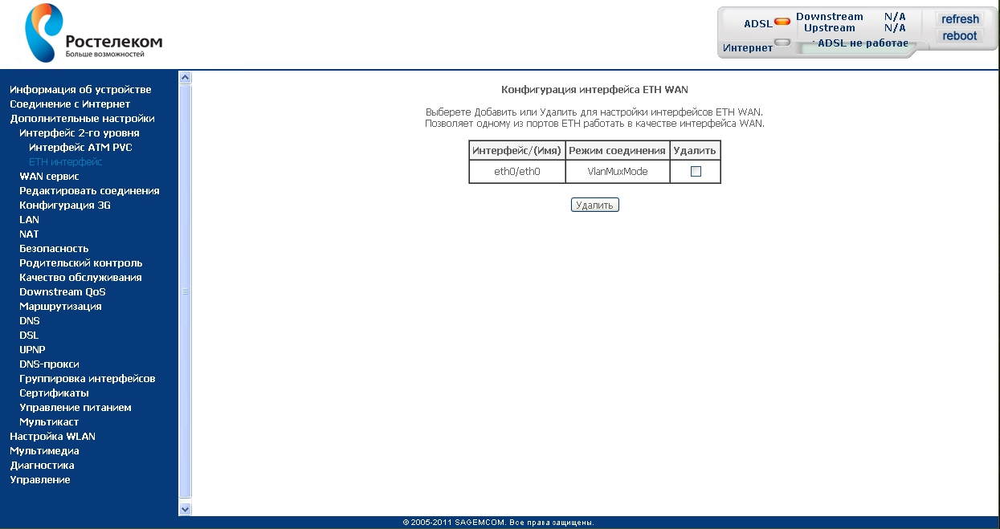 Ростелеком
Больше возможностей
ADSL
Downstream N/A
Upstream N/A
Интернет
ADSL не работае
refresh
reboot
Информация об устройстве
Соединение с Интернет
Дополнительные настройки
Интерфейс 2-го уровня
Интерфейс ATM PVC
ETH интерфейс
WAN сервис
Редактировать соединения
Конфигурация 3G
LAN
NAT
Безопасность
Родительский контроль
Качество обслуживания
Downstream QoS
Маршрутизация
DNS
DSL
UPNP
DNS-прокси
Группировка интерфейсов
Сертификаты
Управление питанием
Мультикаст
Настройка WLAN
Мультимедиа
Диагностика
Управление
Конфигурация интерфейса ETH WAN
Выберете Добавить или Удалить для настройки интерфейсов ETH WAN.
Позволяет одному из портов ETH работать в качестве интерфейса WAN.
Интерфейс/(Имя) Режим соединения Удалить
eth0/eth0 VlanMuxMode
Удалить
© 2005-2011 SAGEMCOM. Все права защищены.